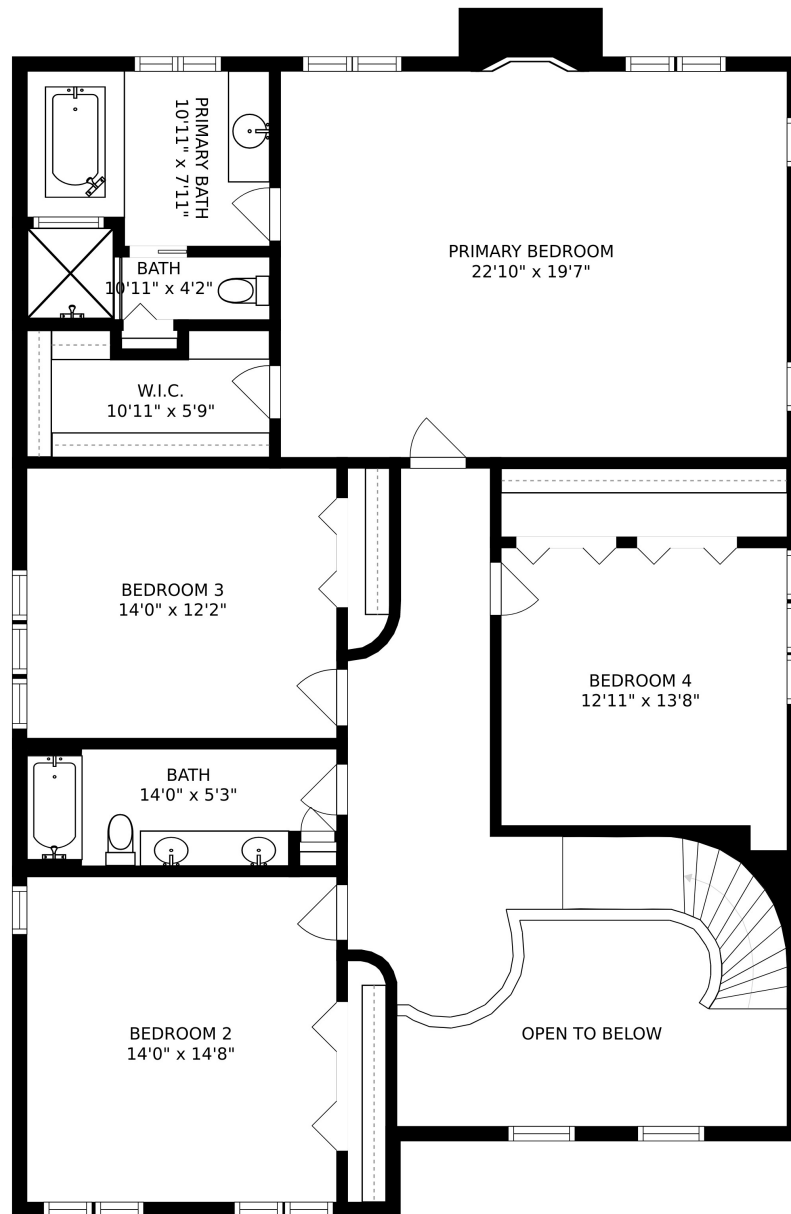 PRIMARY BATH
10'11" x 7'11"
PRIMARY BEDROOM
22'10" x 19'7"
BATH
10'11" x 4'2"
W.I.C.
10'11" x 5'9"
BEDROOM 3
14'0" x 12'2"
BEDROOM 4
12'11" x 13'8"
BATH
14'0" x 5'3"
BEDROOM 2
14'0" x 14'8"
OPEN TO BELOW